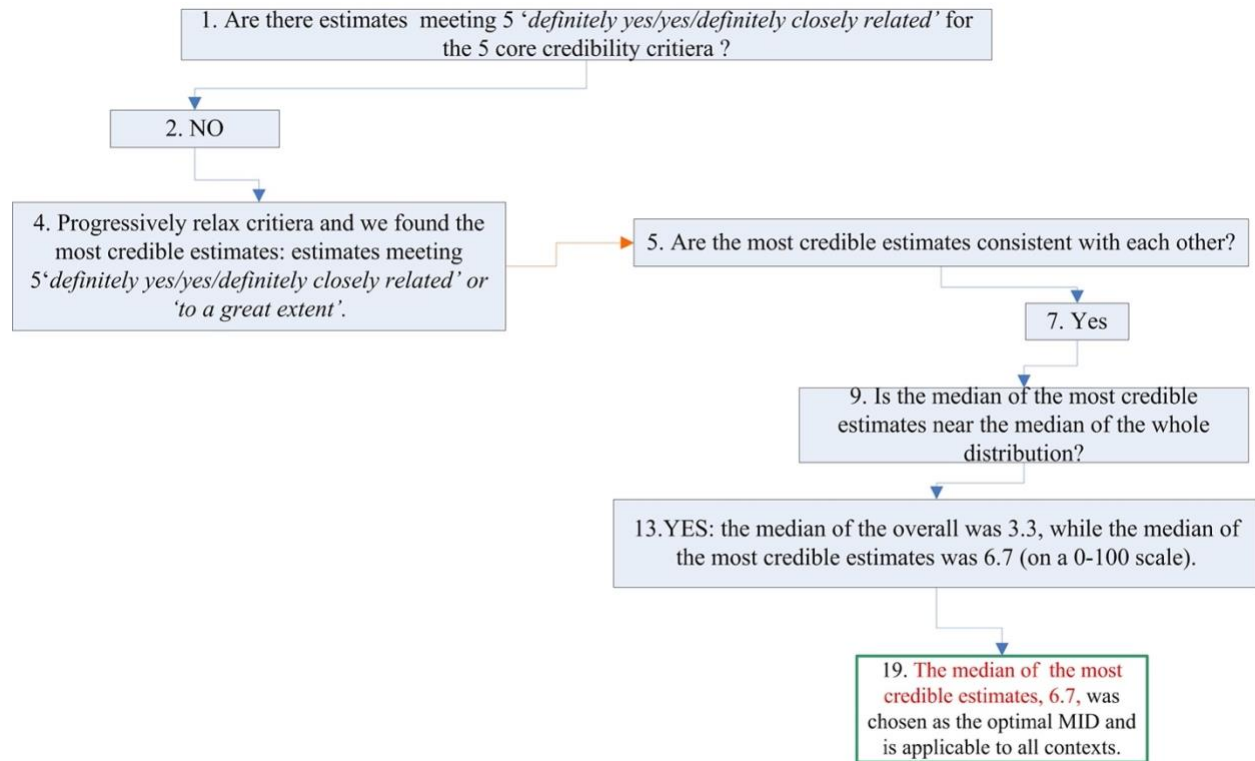 1. Are there estimates  meeting 5 ‘definitely yes/yes/definitely closely related’ for
the 5 core credibility critiera ?
2. NO
4. Progressively relax critiera and we found the
most credible estimates: estimates meeting
5‘definitely yes/yes/definitely closely related’ or
‘to a great extent’.
5. Are the most credible estimates consistent with each other?
7. Yes
9. Is the median of the most credible
estimates near the median of the whole
distribution?
13.YES: the median of the overall was 3.3, while the median of
the most credible estimates was 6.7 (on a 0-100 scale).
19. The median of  the most
credible estimates, 6.7, was
chosen as the optimal MID and
is applicable to all contexts.